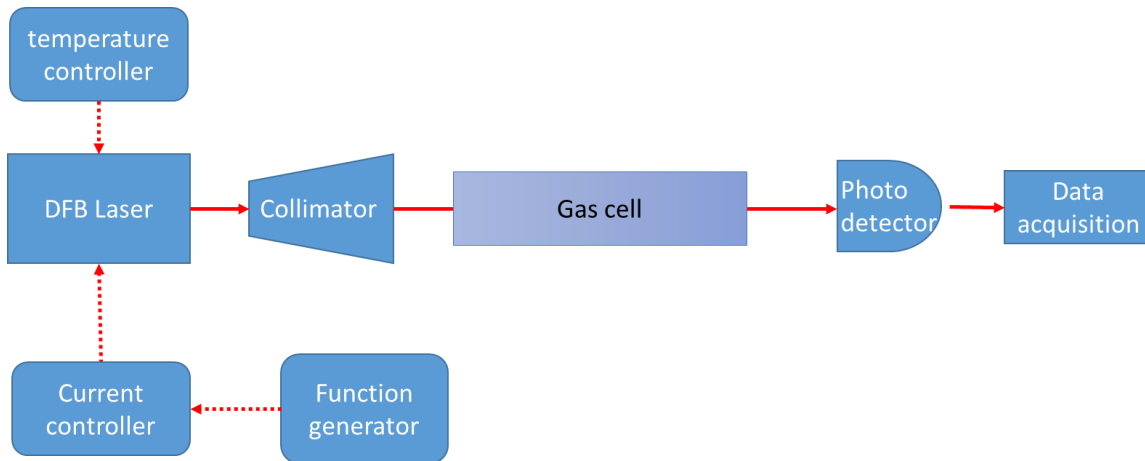 temperature
controller
DFB Laser
Collimator
Gas cell
Photo
detector
Data
acquisition
Current
controller
Function
generator